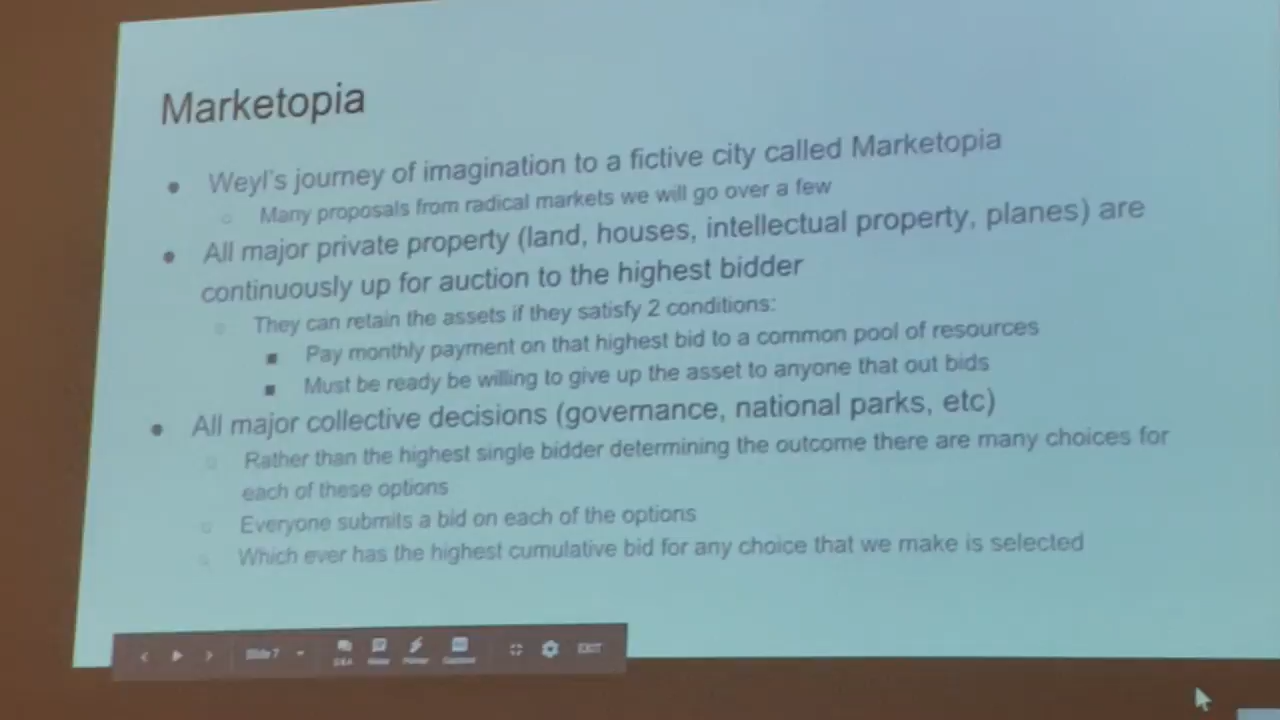 Marketopia
Weyl's journey of imagination to a fictive city called Marketopia
Many proposals from radical markets we will go over a few
All major private property (land, houses, intellectual property, planes) are
continuously up for auction to the highest bidder
They can retain the assets if they satisfy 2 conditions:
Pay monthly payment on that highest bid to a common pool of resources
Must be ready be willing to give up the asset to anyone that out bids
All major collective decisions (governance, national parks, etc)
Rather than the highest single bidder determining the outcome there are many choices for
each of these options
Everyone submits a bid on each of the options
Which ever has the highest cumulative bid for any choice that we make is selected
Slide 7
Q&A Notes Pointer Captions
EXIT